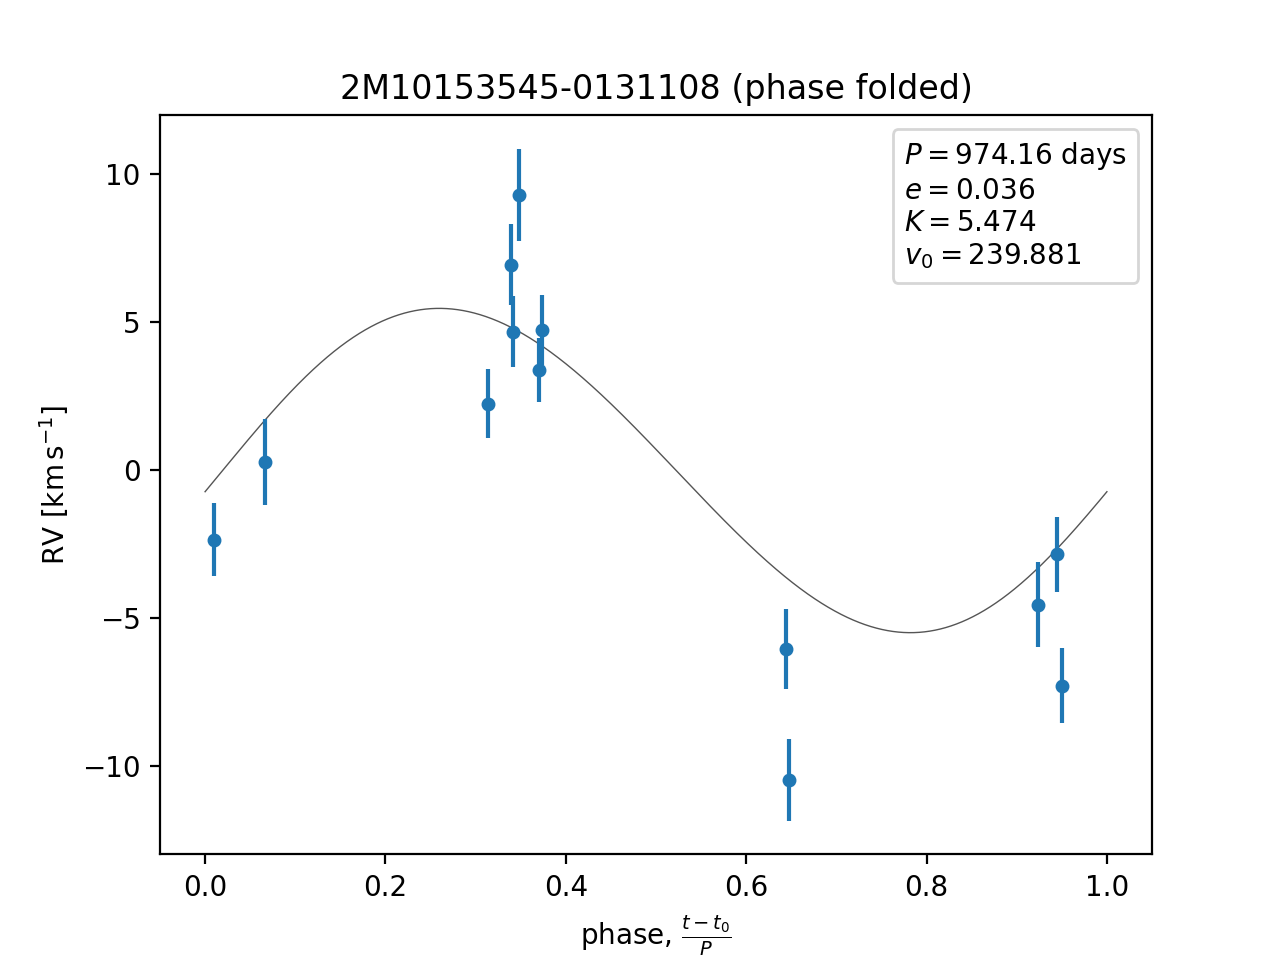 2M10153545-0131108 (phase folded)
P = 974.16 days
e = 0.036
K = 5.474
v₀ = 239.881
RV [km s⁻¹]
10
5
0
−5
−10
0.0 0.2 0.4 0.6 0.8 1.0
phase, (t − t₀)/P